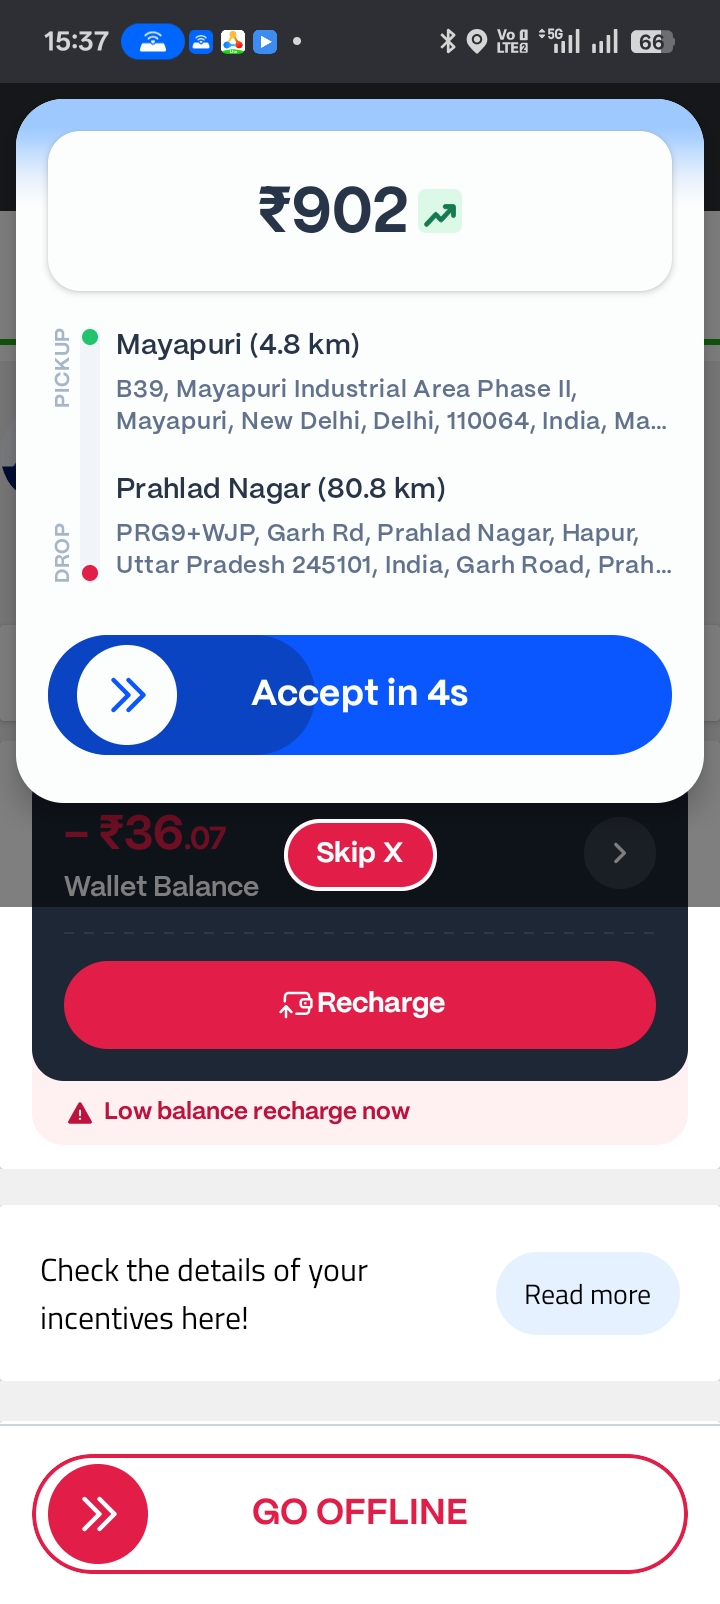 15:37
Vo
LTE2
5G
66
₹902
PICKUP
Mayapuri (4.8 km)
B39, Mayapuri Industrial Area Phase II,
Mayapuri, New Delhi, Delhi, 110064, India, Ma...
DROP
Prahlad Nagar (80.8 km)
PRG9+WJP, Garh Rd, Prahlad Nagar, Hapur,
Uttar Pradesh 245101, India, Garh Road, Prah...
Accept in 4s
– ₹36.07
Skip X
Wallet Balance
Recharge
Low balance recharge now
Check the details of your
incentives here!
Read more
GO OFFLINE